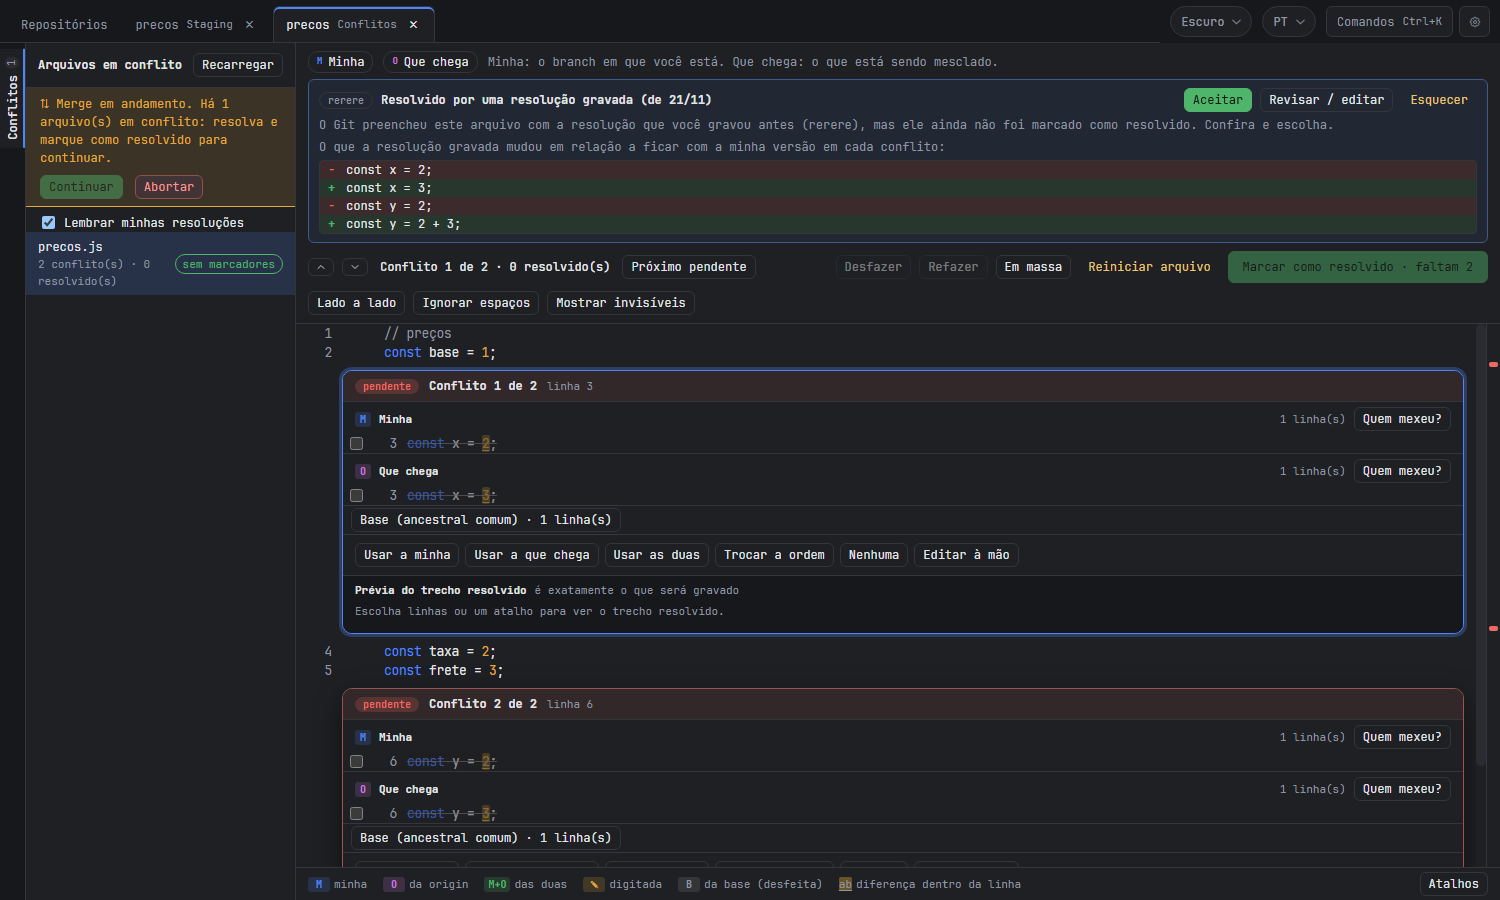 Repositórios
precos Staging ×
precos Conflitos ×
Escuro
PT
Comandos Ctrl+K
Conflitos 1
Arquivos em conflito
Recarregar
⇅ Merge em andamento. Há 1
arquivo(s) em conflito: resolva e
marque como resolvido para
continuar.
Continuar
Abortar
Lembrar minhas resoluções
precos.js
2 conflito(s) · 0
resolvido(s)
sem marcadores
M Minha
O Que chega
Minha: o branch em que você está. Que chega: o que está sendo mesclado.
rerere
Resolvido por uma resolução gravada (de 21/11)
Aceitar
Revisar / editar
Esquecer
O Git preencheu este arquivo com a resolução que você gravou antes (rerere), mas ele ainda não foi marcado como resolvido. Confira e escolha.
O que a resolução gravada mudou em relação a ficar com a minha versão em cada conflito:
- const x = 2;
+ const x = 3;
- const y = 2;
+ const y = 2 + 3;
Conflito 1 de 2 · 0 resolvido(s)
Próximo pendente
Desfazer
Refazer
Em massa
Reiniciar arquivo
Marcar como resolvido · faltam 2
Lado a lado
Ignorar espaços
Mostrar invisíveis
1 // preços
2 const base = 1;
pendente Conflito 1 de 2 linha 3
M Minha
1 linha(s)
Quem mexeu?
3 const x = 2;
O Que chega
1 linha(s)
Quem mexeu?
3 const x = 3;
Base (ancestral comum) · 1 linha(s)
Usar a minha
Usar a que chega
Usar as duas
Trocar a ordem
Nenhuma
Editar à mão
Prévia do trecho resolvido é exatamente o que será gravado
Escolha linhas ou um atalho para ver o trecho resolvido.
4 const taxa = 2;
5 const frete = 3;
pendente Conflito 2 de 2 linha 6
M Minha
1 linha(s)
Quem mexeu?
6 const y = 2;
O Que chega
1 linha(s)
Quem mexeu?
6 const y = 3;
Base (ancestral comum) · 1 linha(s)
M minha
O da origin
M+O das duas
digitada
B da base (desfeita)
ab diferença dentro da linha
Atalhos